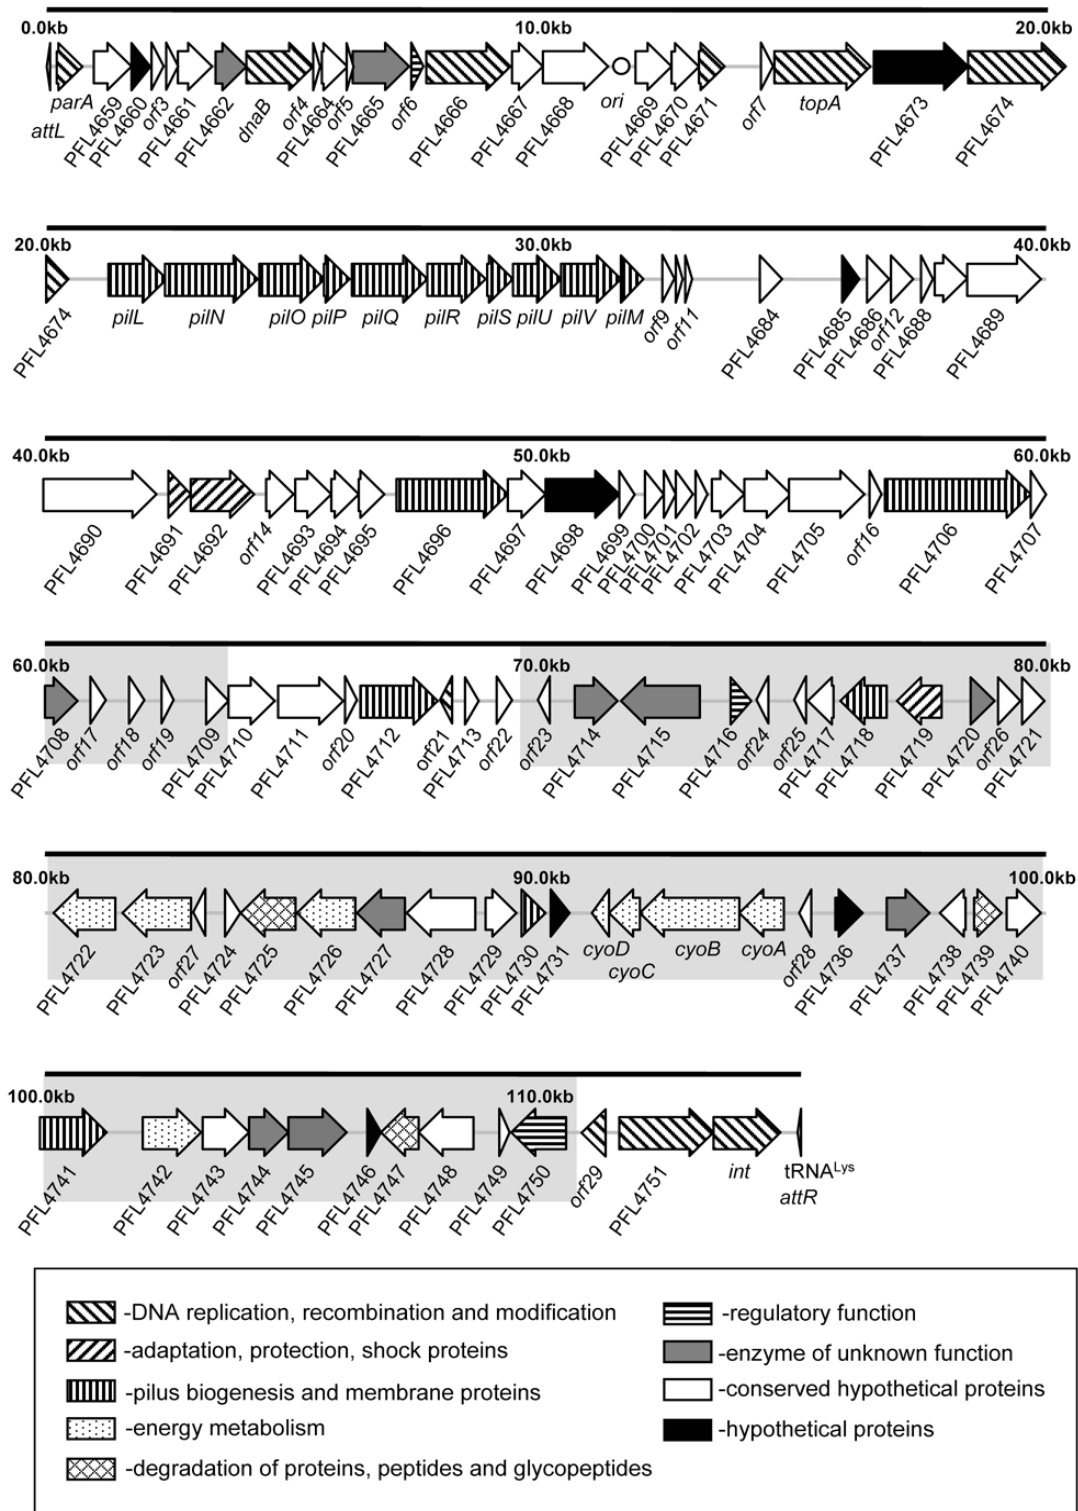 0.0kb 10.0kb 20.0kb
parA PFL4659 PFL4660 orf3 PFL4661 PFL4662 dnaB orf4 PFL4664 orf5 PFL4665 orf6 PFL4666 PFL4667 PFL4668 ori PFL4669 PFL4670 PFL4671 orf7 topA PFL4673 PFL4674
attL
20.0kb 30.0kb 40.0kb
PFL4674 pilL pilN pilO pilP pilQ pilR pilS pilU pilV pilM orf9 orf11 PFL4684 PFL4685 PFL4686 orf12 PFL4688 PFL4689
40.0kb 50.0kb 60.0kb
PFL4690 PFL4691 PFL4692 orf14 PFL4693 PFL4694 PFL4695 PFL4696 PFL4697 PFL4698 PFL4699 PFL4700 PFL4701 PFL4702 PFL4703 PFL4704 PFL4705 orf16 PFL4706 PFL4707
60.0kb 70.0kb 80.0kb
PFL4708 orf17 orf18 orf19 PFL4709 PFL4710 PFL4711 orf20 PFL4712 orf21 PFL4713 orf22 orf23 PFL4714 PFL4715 PFL4716 orf24 orf25 PFL4717 PFL4718 PFL4719 PFL4720 orf26 PFL4721
80.0kb 90.0kb 100.0kb
PFL4722 PFL4723 orf27 PFL4724 PFL4725 PFL4726 PFL4727 PFL4728 PFL4729 PFL4730 PFL4731 cyoD cyoB cyoA orf28 PFL4736 PFL4737 PFL4738 PFL4739 PFL4740
cyoC
100.0kb 110.0kb
PFL4741 PFL4742 PFL4743 PFL4744 PFL4745 PFL4746 PFL4747 PFL4748 PFL4749 PFL4750 orf29 PFL4751 int tRNALys
attR
-DNA replication, recombination and modification
-adaptation, protection, shock proteins
-pilus biogenesis and membrane proteins
-energy metabolism
-degradation of proteins, peptides and glycopeptides
-regulatory function
-enzyme of unknown function
-conserved hypothetical proteins
-hypothetical proteins